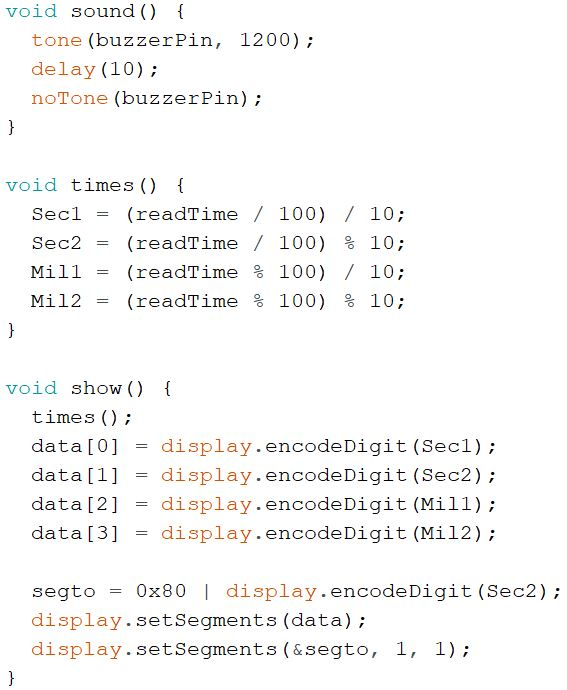 void sound() {
  tone(buzzerPin, 1200);
  delay(10);
  noTone(buzzerPin);
}

void times() {
  Sec1 = (readTime / 100) / 10;
  Sec2 = (readTime / 100) % 10;
  Mil1 = (readTime % 100) / 10;
  Mil2 = (readTime % 100) % 10;
}

void show() {
  times();
  data[0] = display.encodeDigit(Sec1);
  data[1] = display.encodeDigit(Sec2);
  data[2] = display.encodeDigit(Mil1);
  data[3] = display.encodeDigit(Mil2);

  segto = 0x80 | display.encodeDigit(Sec2);
  display.setSegments(data);
  display.setSegments(&segto, 1, 1);
}